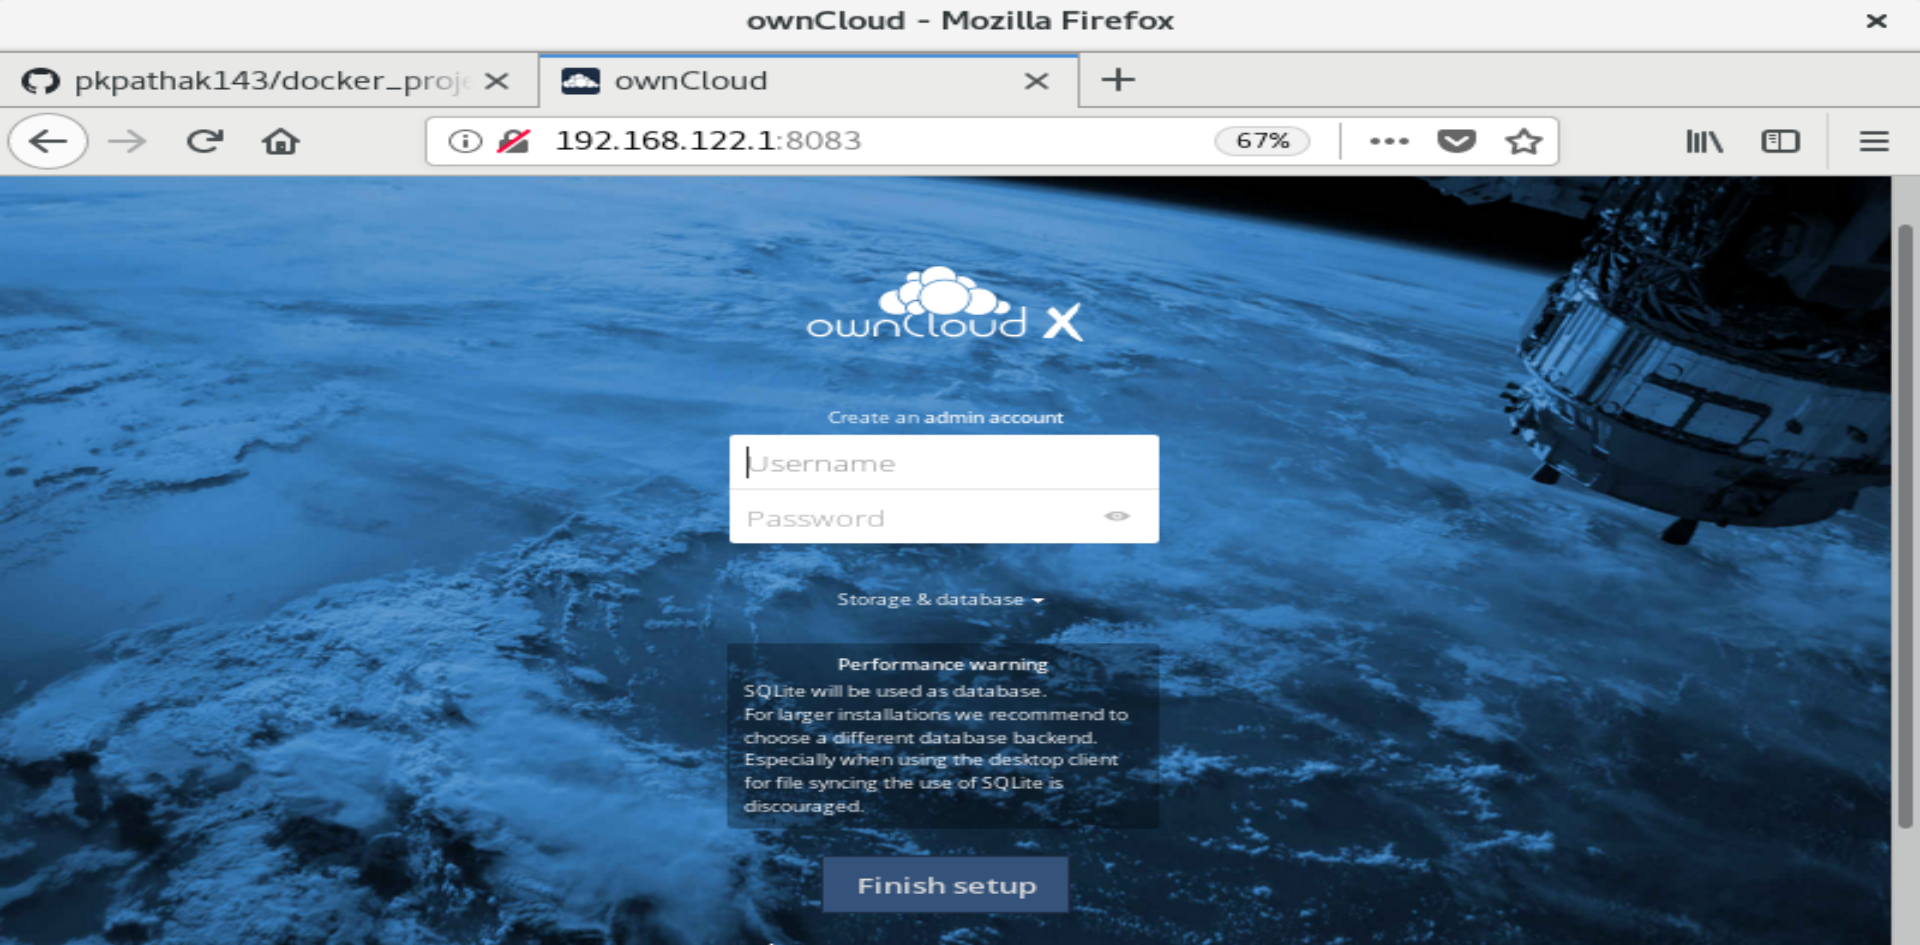 ownCloud - Mozilla Firefox
pkpathak143/docker_proje
ownCloud
192.168.122.1:8083
67%
ownCloud X
Create an admin account
Username
Password
Storage & database
Performance warning
SQLite will be used as database.
For larger installations we recommend to
choose a different database backend.
Especially when using the desktop client
for file syncing the use of SQLite is
discouraged.
Finish setup